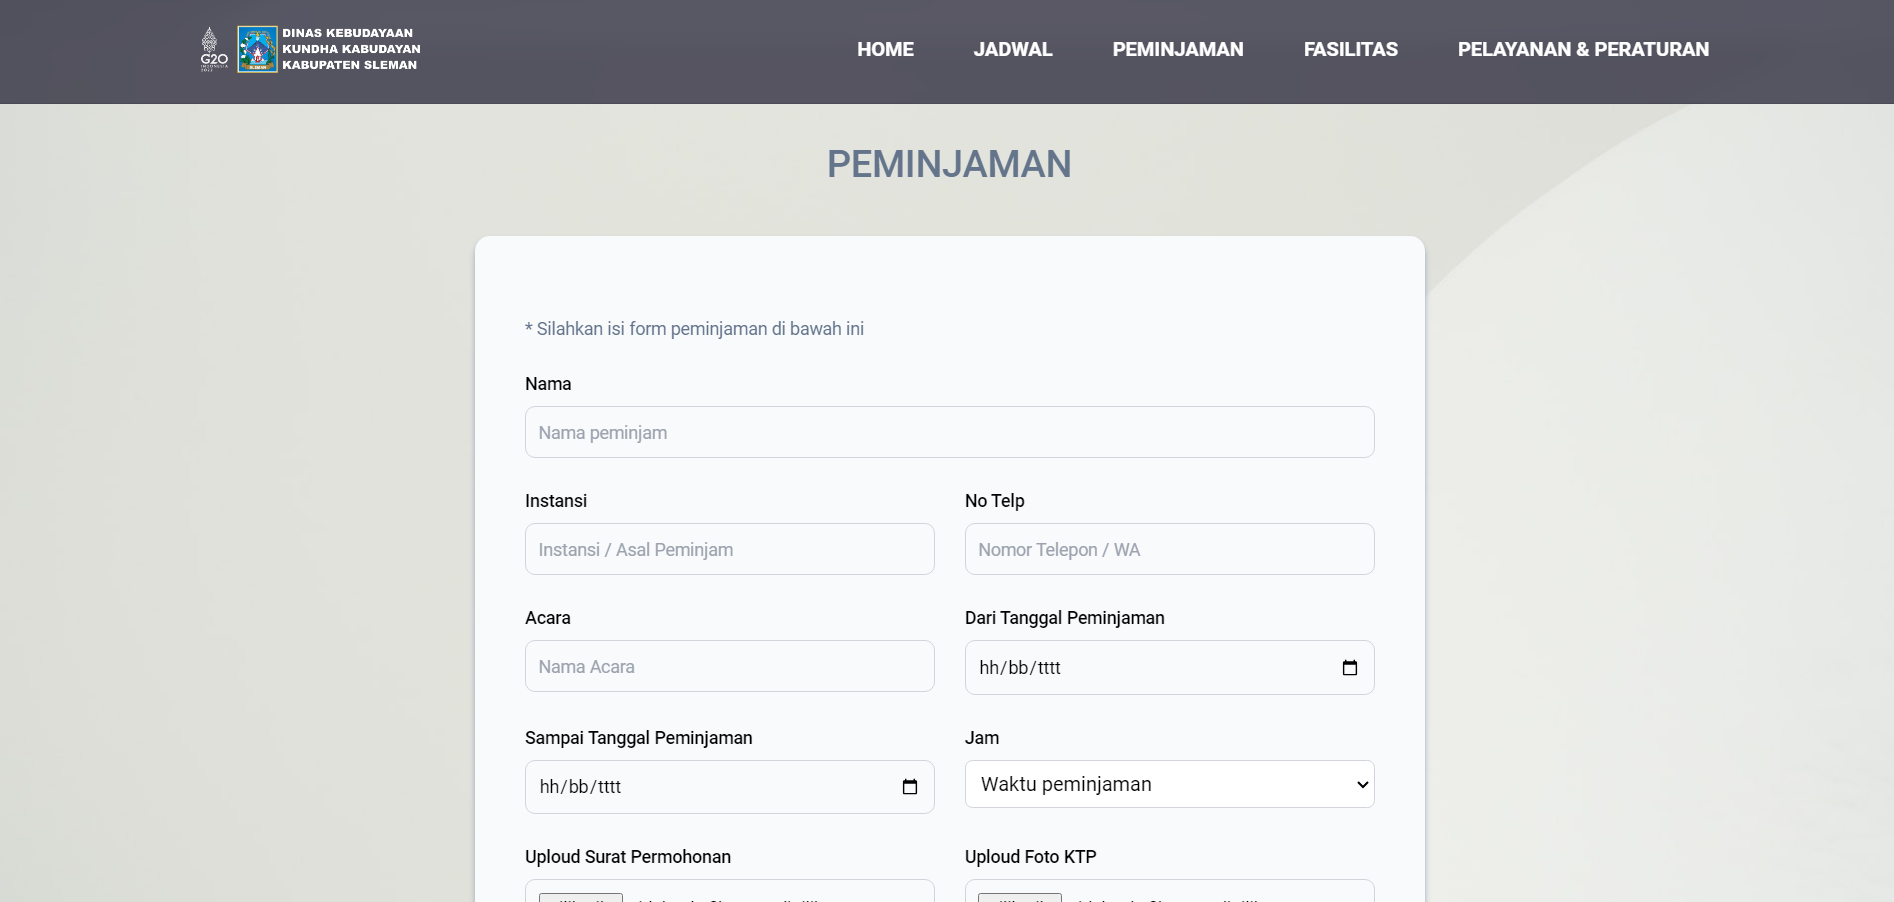 G20
INDONESIA
2022
SLEMAN
DINAS KEBUDAYAAN
KUNDHA KABUDAYAN
KABUPATEN SLEMAN
HOME
JADWAL
PEMINJAMAN
FASILITAS
PELAYANAN & PERATURAN
PEMINJAMAN
* Silahkan isi form peminjaman di bawah ini
Nama
Nama peminjam
Instansi
No Telp
Instansi / Asal Peminjam
Nomor Telepon / WA
Acara
Dari Tanggal Peminjaman
Nama Acara
hh/bb/tttt
Sampai Tanggal Peminjaman
Jam
hh/bb/tttt
Waktu peminjaman
Uploud Surat Permohonan
Uploud Foto KTP